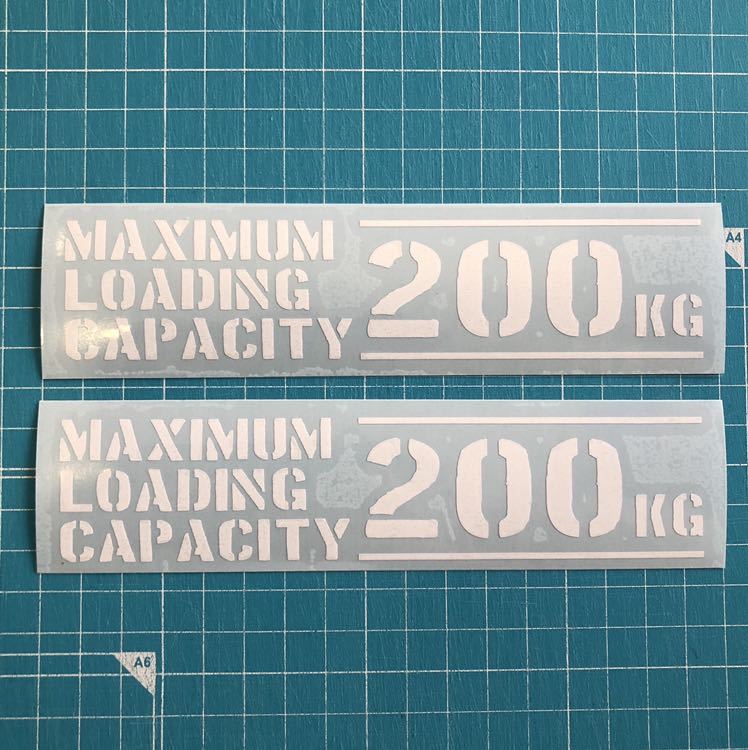 MAXIMUM
LOADING
CAPACITY
200KG
A4
MAXIMUM
LOADING
CAPACITY
200KG
A6